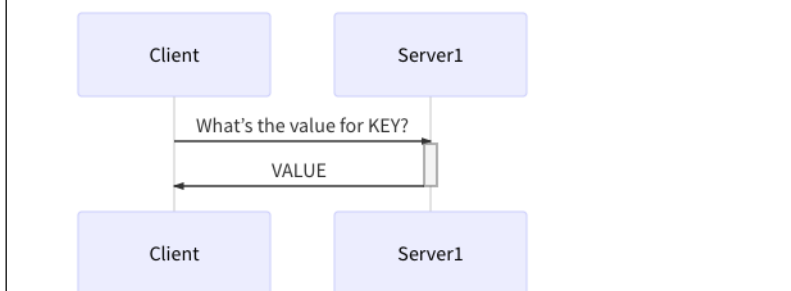 Client
Server1
What’s the value for KEY?
VALUE
Client
Server1